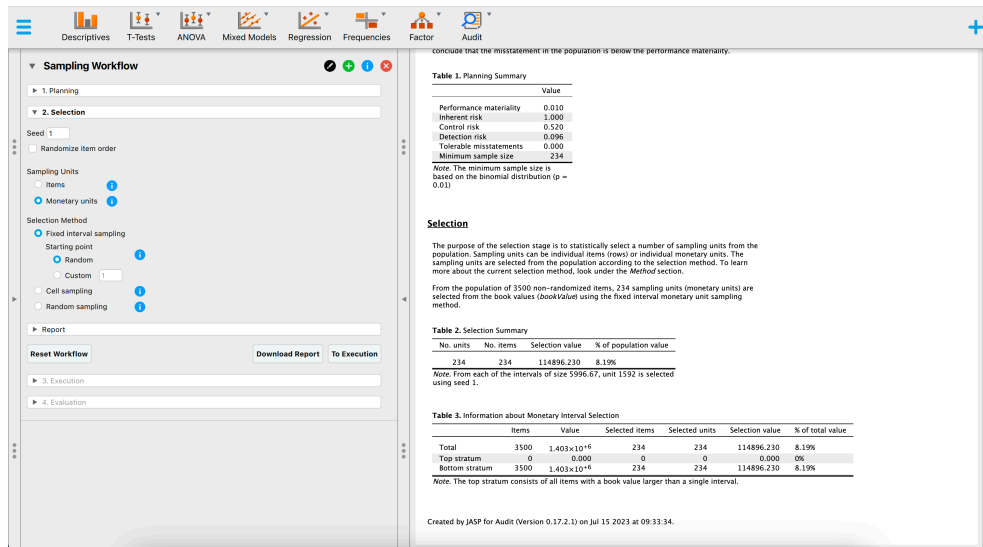 Descriptives T-Tests ANOVA Mixed Models Regression Frequencies Factor Audit
Sampling Workflow
1. Planning
2. Selection
Seed 1
Randomize item order
Sampling Units
Items
Monetary units
Selection Method
Fixed interval sampling
Starting point
Random
Custom 1
Cell sampling
Random sampling
Report
Reset Workflow Download Report To Execution
3. Execution
4. Evaluation
conclude that the misstatement in the population is below the performance materiality.
Table 1. Planning Summary
Value
Performance materiality 0.010
Inherent risk 1.000
Control risk 0.520
Detection risk 0.096
Tolerable misstatements 0.000
Minimum sample size 234
Note. The minimum sample size is
based on the binomial distribution (p =
0.01)
Selection
The purpose of the selection stage is to statistically select a number of sampling units from the
population. Sampling units can be individual items (rows) or individual monetary units. The
sampling units are selected from the population according to the selection method. To learn
more about the current selection method, look under the Method section.
From the population of 3500 non-randomized items, 234 sampling units (monetary units) are
selected from the book values (bookValue) using the fixed interval monetary unit sampling
method.
Table 2. Selection Summary
No. units No. items Selection value % of population value
234 234 114896.230 8.19%
Note. From each of the intervals of size 5996.67, unit 1592 is selected
using seed 1.
Table 3. Information about Monetary Interval Selection
Items Value Selected items Selected units Selection value % of total value
Total 3500 1.403×10+6 234 234 114896.230 8.19%
Top stratum 0 0.000 0 0 0.000 0%
Bottom stratum 3500 1.403×10+6 234 234 114896.230 8.19%
Note. The top stratum consists of all items with a book value larger than a single interval.
Created by JASP for Audit (Version 0.17.2.1) on Jul 15 2023 at 09:33:34.